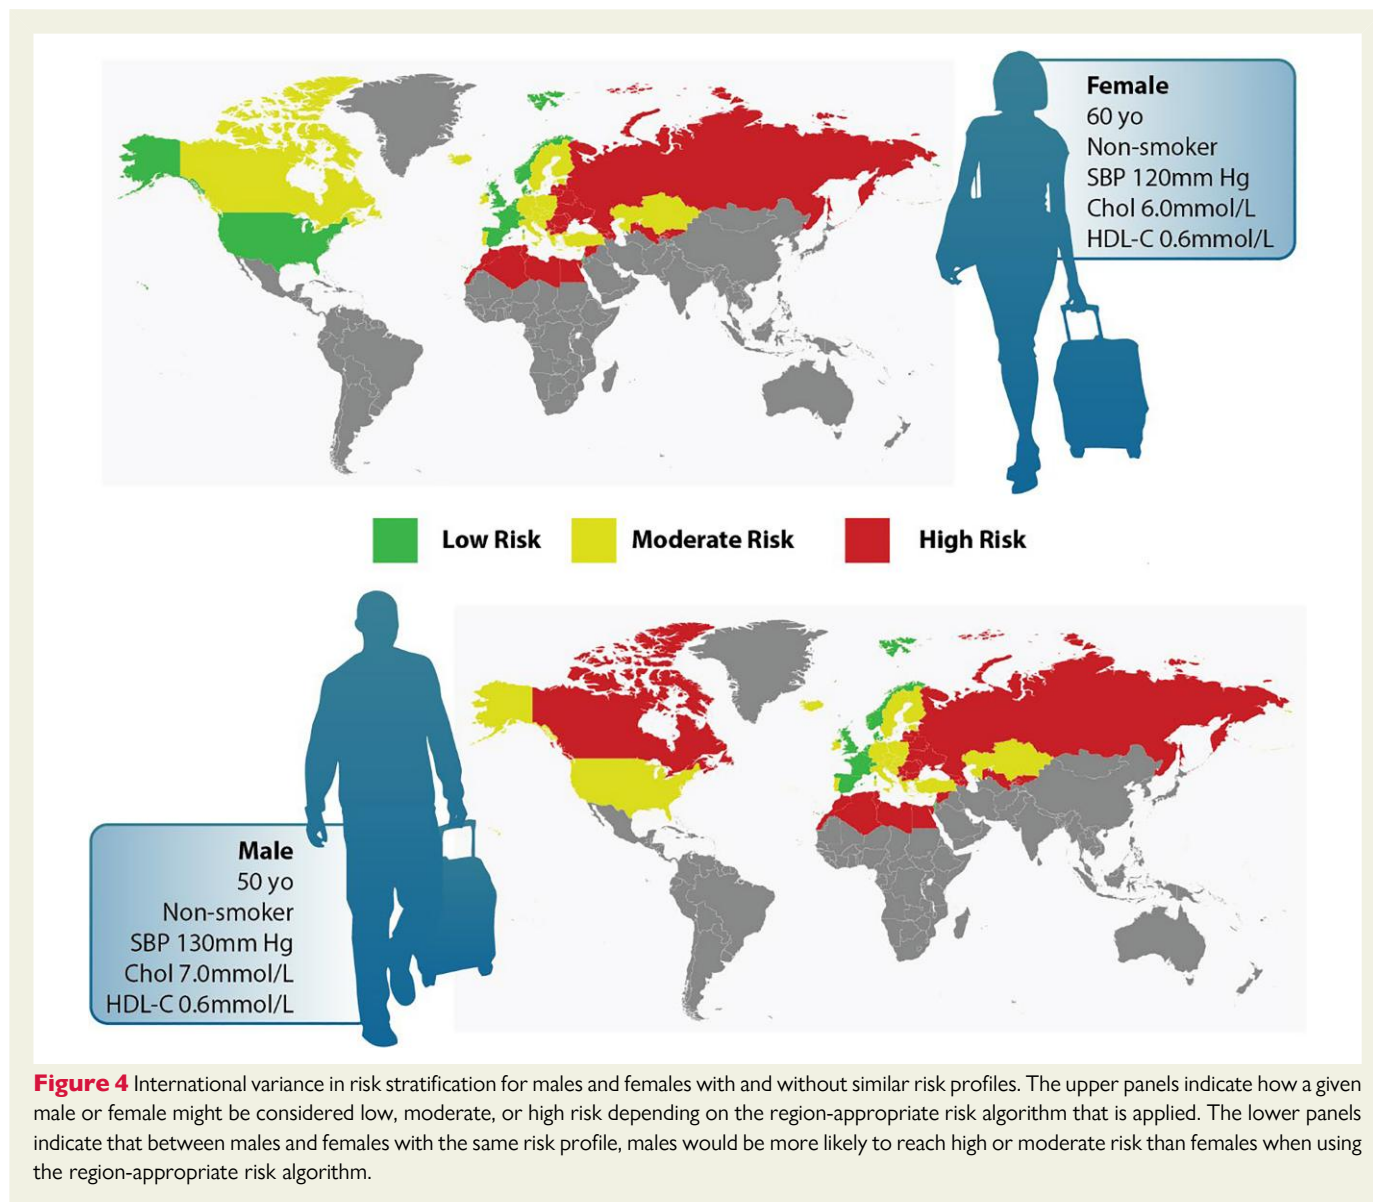 Female
60 yo
Non-smoker
SBP 120mm Hg
Chol 6.0mmol/L
HDL-C 0.6mmol/L
Low Risk
Moderate Risk
High Risk
Male
50 yo
Non-smoker
SBP 130mm Hg
Chol 7.0mmol/L
HDL-C 0.6mmol/L
Figure 4 International variance in risk stratification for males and females with and without similar risk profiles. The upper panels indicate how a given
male or female might be considered low, moderate, or high risk depending on the region-appropriate risk algorithm that is applied. The lower panels
indicate that between males and females with the same risk profile, males would be more likely to reach high or moderate risk than females when using
the region-appropriate risk algorithm.